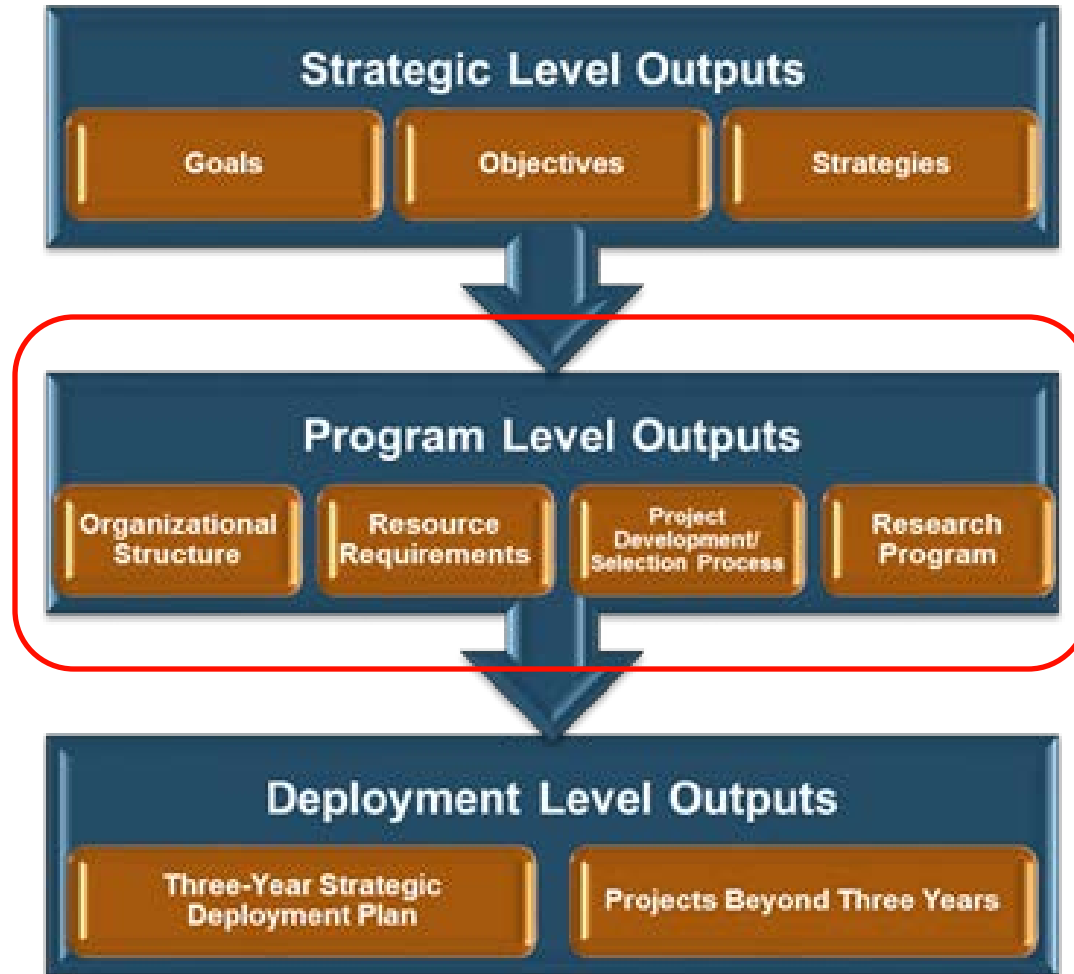 Strategic Level Outputs
Goals
Objectives
Strategies
Program Level Outputs
Organizational
Structure
Resource
Requirements
Project
Development/
Selection Process
Research
Program
Deployment Level Outputs
Three-Year Strategic
Deployment Plan
Projects Beyond Three Years